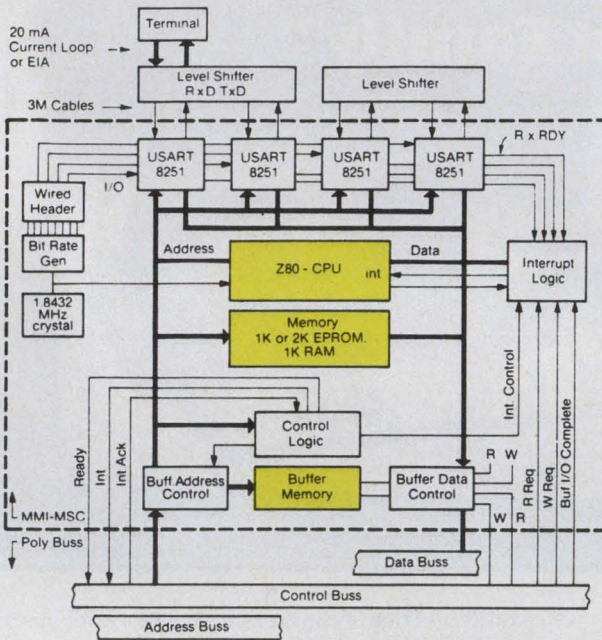 Terminal
20 mA
Current Loop
or EIA
Level Shifter
RxD TxD
Level Shifter
3M Cables
R x RDY
USART
8251
USART
8251
USART
8251
USART
8251
I/O
Wired
Header
Bit Rate
Gen
1.8432
MHz
crystal
Address
Data
Z80 - CPU
int
Interrupt
Logic
Memory
1K or 2K EPROM.
1K RAM
Control
Logic
Ready
Int
Int Ack
Int. Control
R Req
W Req
Buf I/O Complete
Buff. Address
Control
Buffer
Memory
Buffer Data
Control
R W
W R
MMI-MSC
Poly Buss
Data Buss
Control Buss
Address Buss